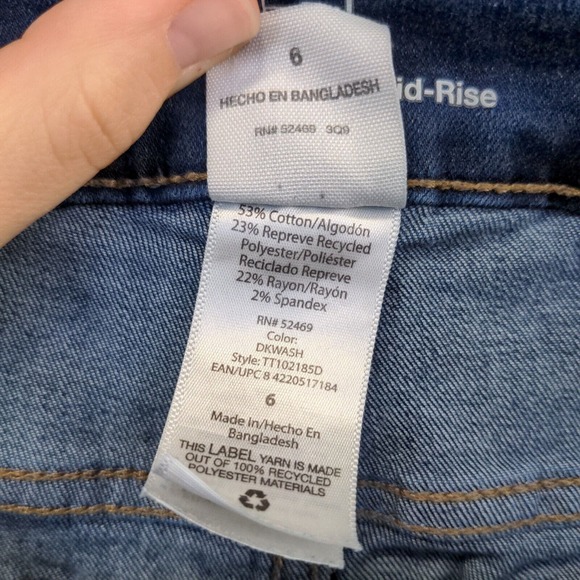 6
HECHO EN BANGLADESH
RN# 52469 3Q9
id-Rise
53% Cotton/Algodón
23% Repreve Recycled
Polyester/Poliéster
Reciclado Repreve
22% Rayon/Rayón
2% Spandex
RN# 52469
Color:
DKWASH
Style: TT102185D
EAN/UPC 8 4220517184
6
Made in/Hecho En
Bangladesh
THIS LABEL YARN IS MADE
OUT OF 100% RECYCLED
POLYESTER MATERIALS